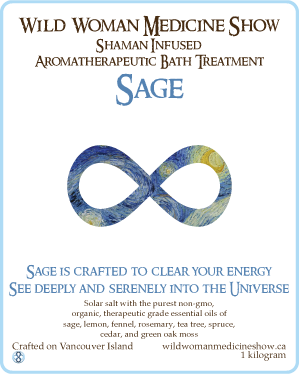 Wild Woman Medicine Show
Shaman Infused
Aromatherapeutic Bath Treatment
Sage
Sage is crafted to clear your energy
See deeply and serenely into the Universe
Solar salt with the purest non-gmo,
organic, therapeutic grade essential oils of
sage, lemon, fennel, rosemary, tea tree, spruce,
cedar, and green oak moss
Crafted on Vancouver Island wildwomanmedicineshow.ca
1 kilogram